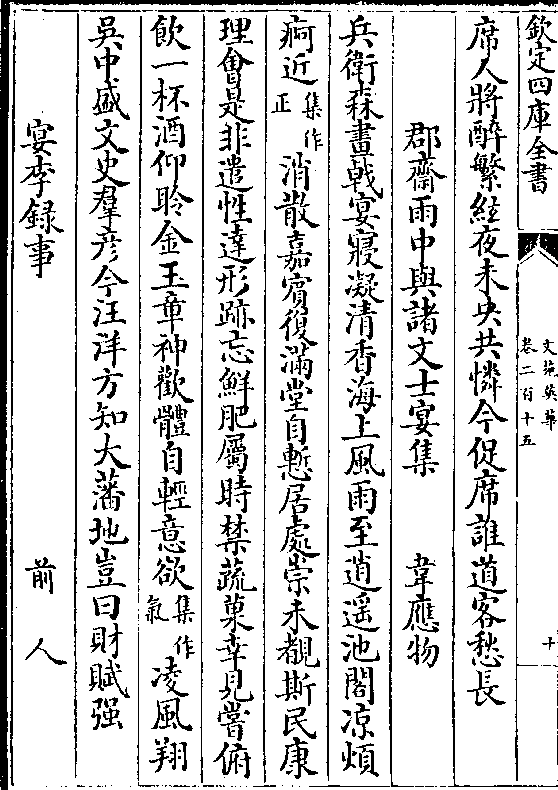 欽定四庫全書
文苑英華
卷二百十五
十
席人將醉繁絃夜未央共憐今促席誰道客愁長
郡齋雨中與諸文士宴集 韋應物
兵衛森畫戟宴寢凝清香海上風雨至逍遥池閣凉煩
疴近集作正消散嘉賓復滿堂自慙居處崇未覩斯民康
理會是非遣性達形跡忘鮮肥屬時禁蔬菓幸見嘗俯
飲一杯酒仰聆金玉章神歡體自輕意欲集作氣凌風翔
吳中盛文史羣彦今汪洋方知大藩地豈曰財賦强
宴李録事 前人